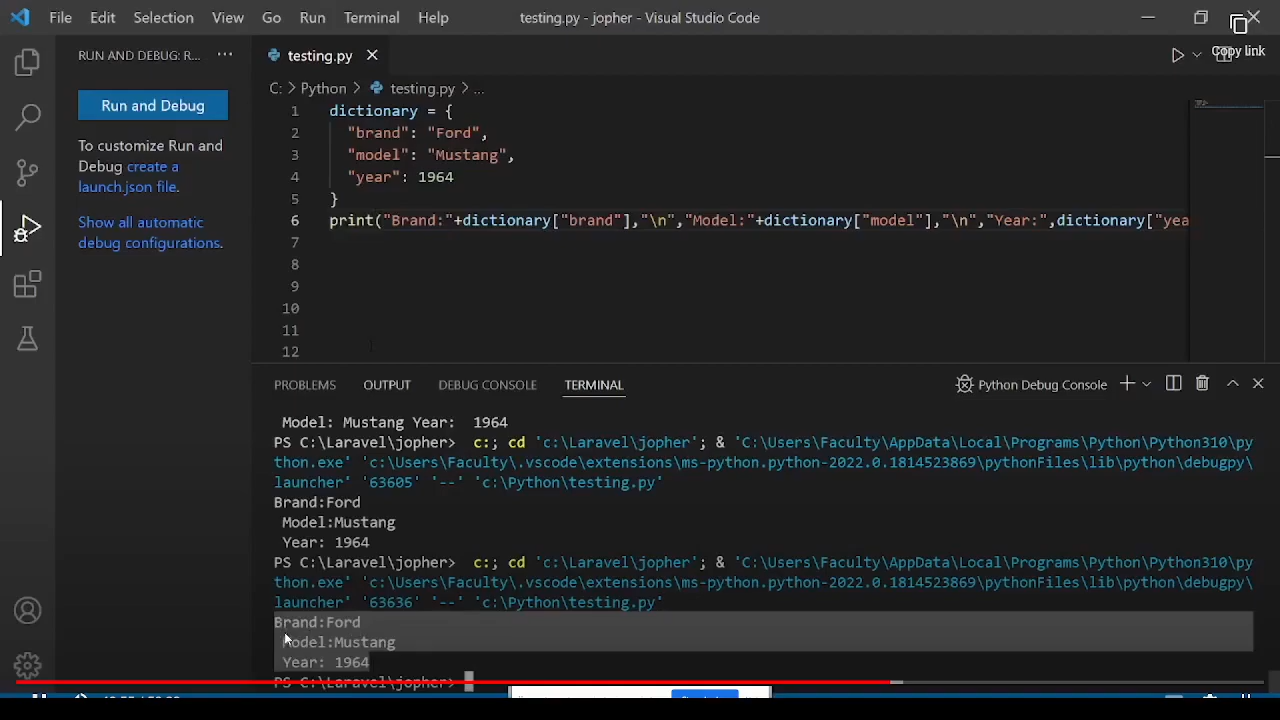 File Edit Selection View Go Run Terminal Help testing.py - jopher - Visual Studio Code
Copy link
RUN AND DEBUG: R... ···
Run and Debug
To customize Run and
Debug create a
launch.json file.
Show all automatic
debug configurations.
testing.py
C: > Python > testing.py > ...
1 dictionary = {
2 "brand": "Ford",
3 "model": "Mustang",
4 "year": 1964
5 }
6 print("Brand:"+dictionary["brand"],"\n","Model:"+dictionary["model"],"\n","Year:",dictionary["yea
7
8
9
10
11
12
PROBLEMS OUTPUT DEBUG CONSOLE TERMINAL Python Debug Console
Model: Mustang Year: 1964
PS C:\Laravel\jopher> c:; cd 'c:\Laravel\jopher'; & 'C:\Users\Faculty\AppData\Local\Programs\Python\Python310\py
thon.exe' 'c:\Users\Faculty\.vscode\extensions\ms-python.python-2022.0.1814523869\pythonFiles\lib\python\debugpy\
launcher' '63605' '--' 'c:\Python\testing.py'
Brand:Ford
Model:Mustang
Year: 1964
PS C:\Laravel\jopher> c:; cd 'c:\Laravel\jopher'; & 'C:\Users\Faculty\AppData\Local\Programs\Python\Python310\py
thon.exe' 'c:\Users\Faculty\.vscode\extensions\ms-python.python-2022.0.1814523869\pythonFiles\lib\python\debugpy\
launcher' '63636' '--' 'c:\Python\testing.py'
Brand:Ford
Model:Mustang
Year: 1964
PS C:\Laravel\jopher>